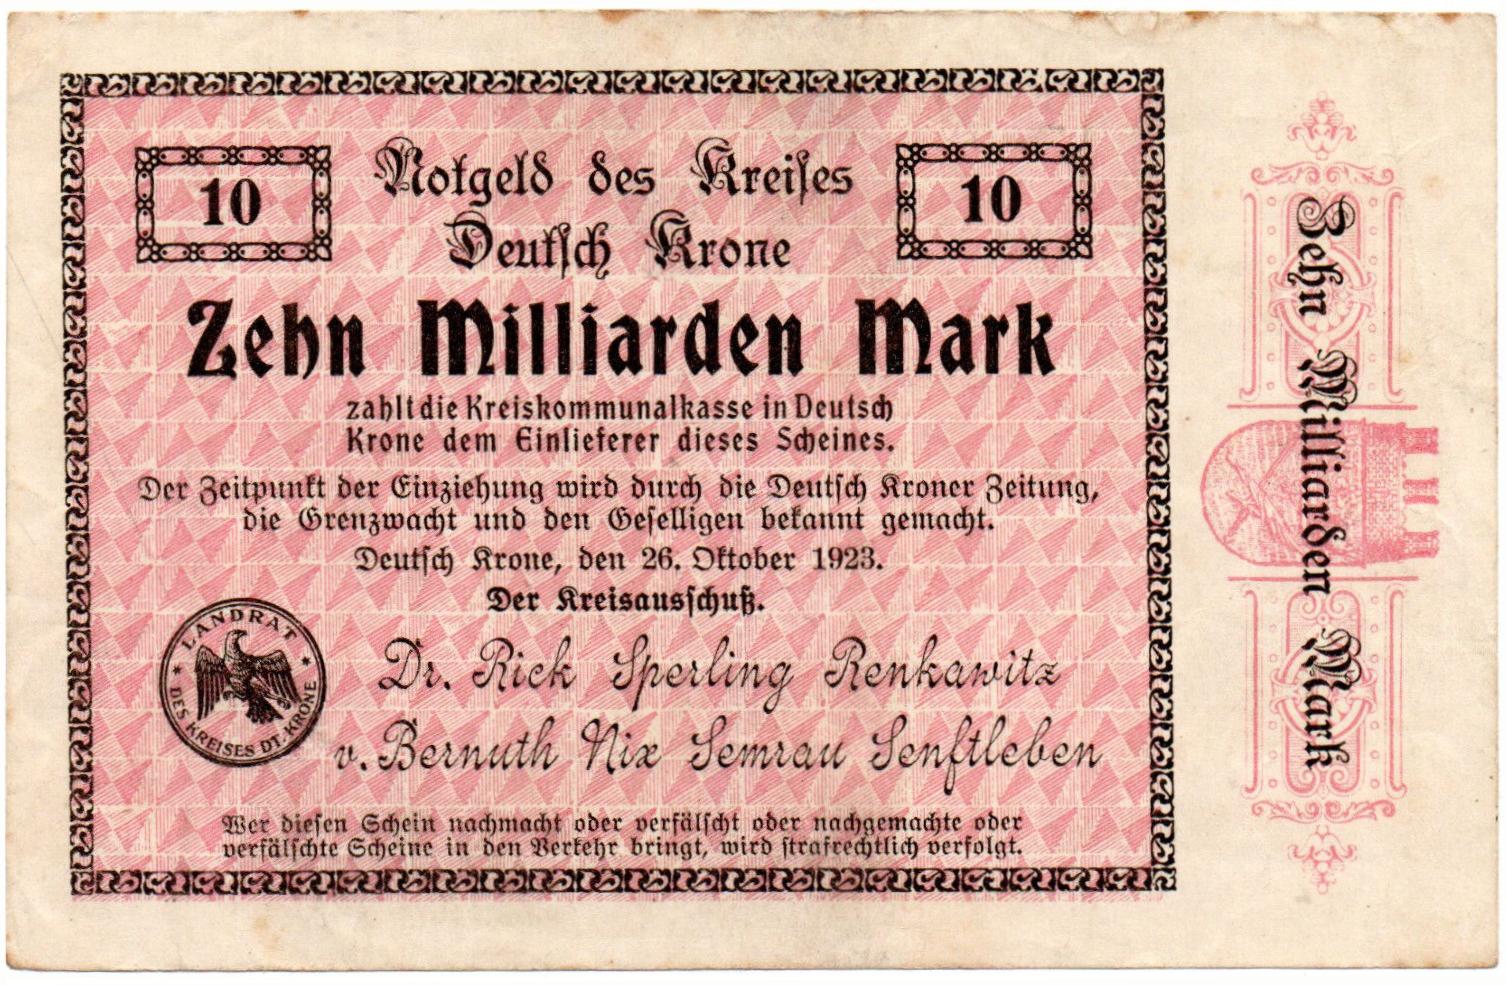 10
Notgeld des Kreises
Deutsch Krone
10
Zehn Milliarden Mark
zahlt die Kreiskommunalkasse in Deutsch
Krone dem Einlieferer dieses Scheines.
Der Zeitpunkt der Einziehung wird durch die Deutsch Kroner Zeitung,
die Grenzwacht und den Geselligen bekannt gemacht.
Deutsch Krone, den 26. Oktober 1923.
Der Kreisausschuß.
Dr. Rick Sperling Renkawitz
v. Bernuth Nix Semrau Senftleben
LANDRAT
DES KREISES DT. KRONE
Wer diesen Schein nachmacht oder verfälscht oder nachgemachte oder
verfälschte Scheine in den Verkehr bringt, wird strafrechtlich verfolgt.
Zehn Milliarden Mark